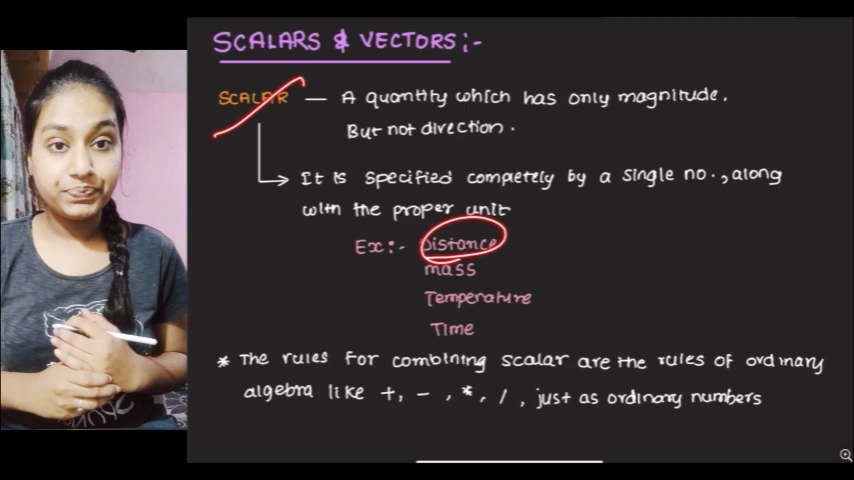 SCALARS & VECTORS :-
SCALAR — A quantity which has only magnitude.
But not direction.
It is specified completely by a single no., along
with the proper unit
Ex:- Distance
mass
Temperature
Time
* The rules for combining scalar are the rules of ordinary
algebra like +, -, *, /, just as ordinary numbers